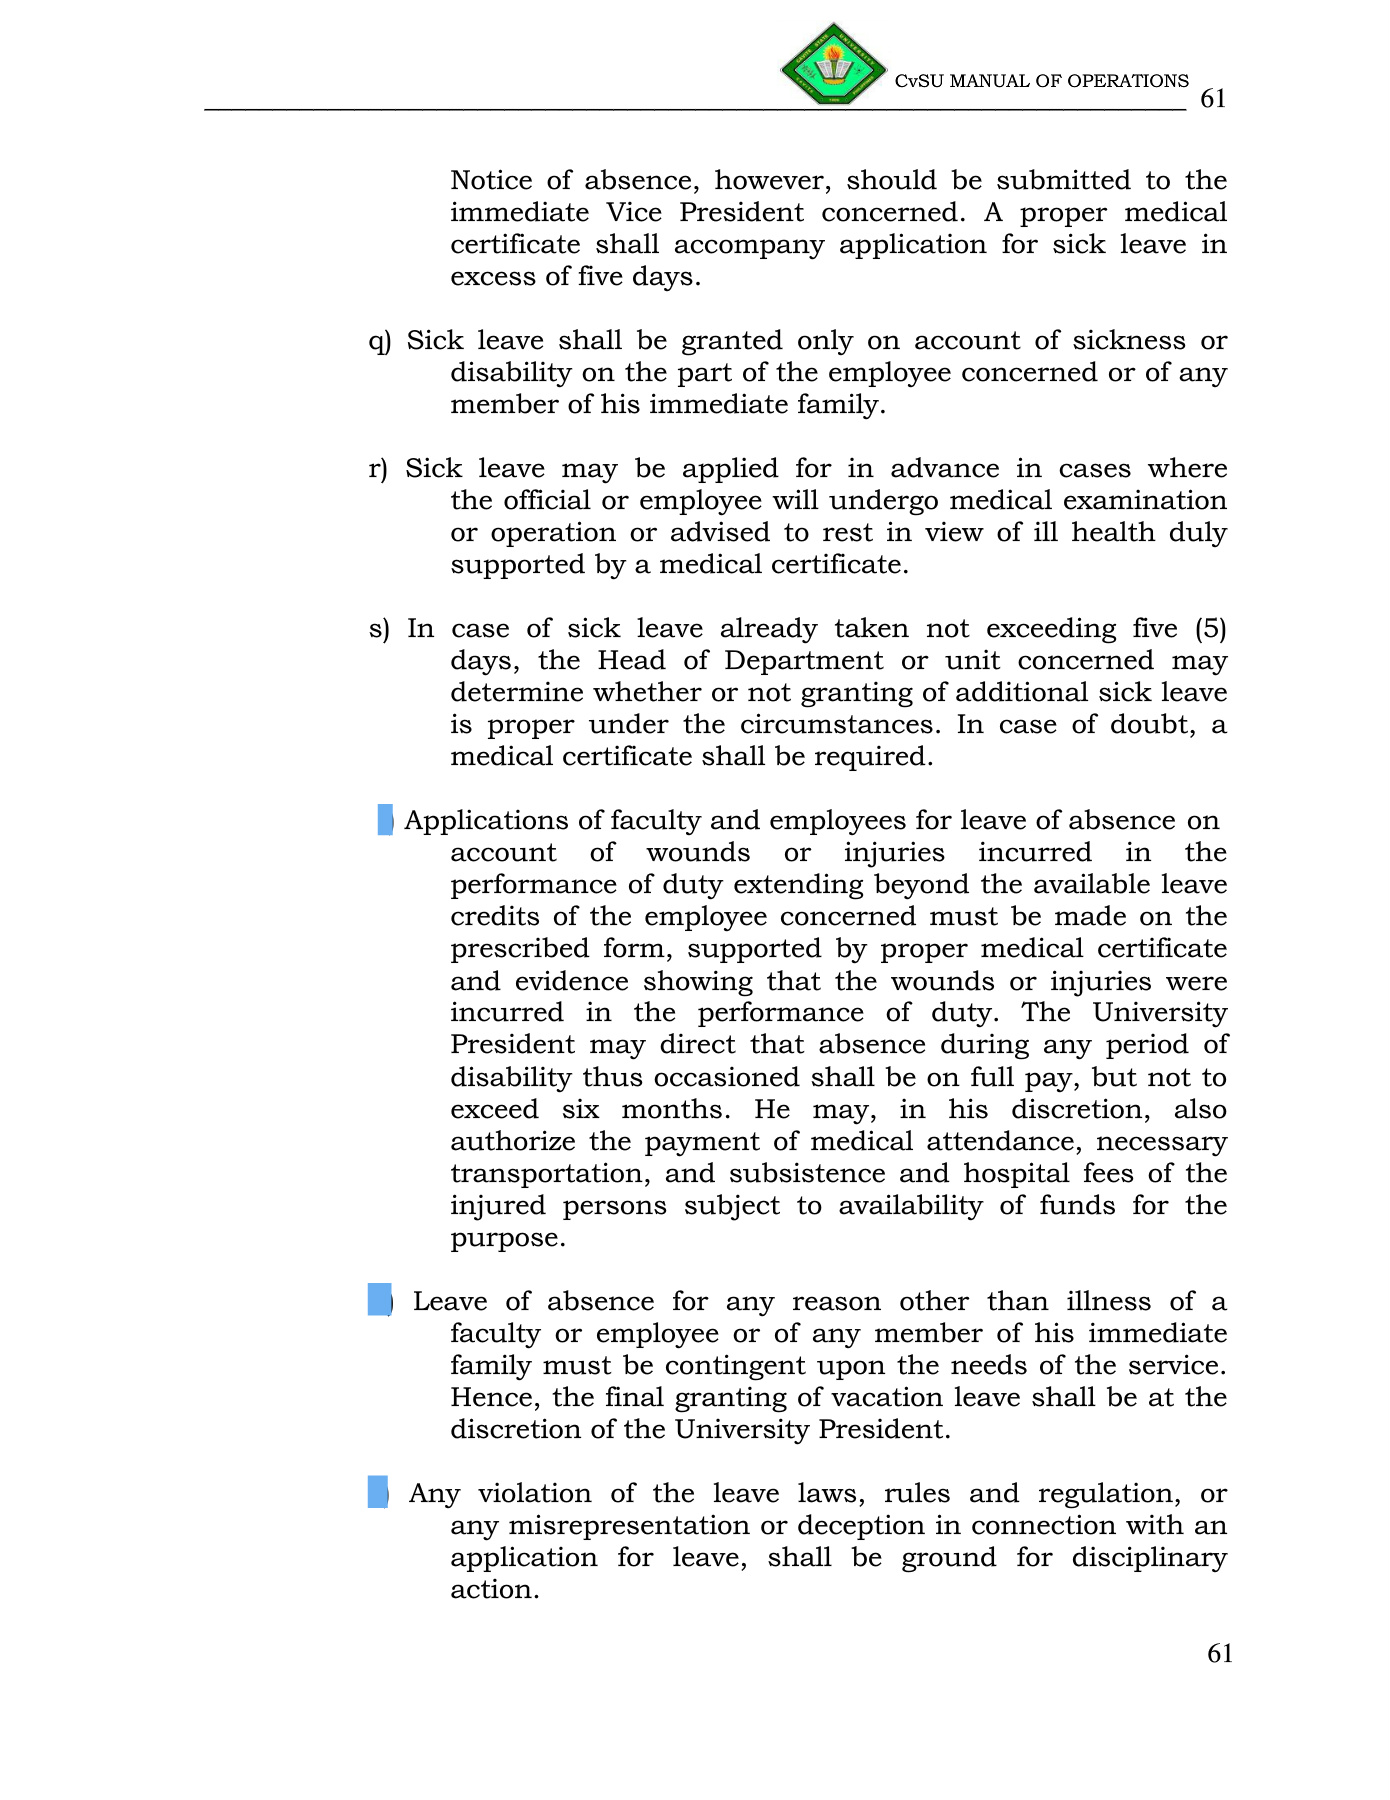 CvSU MANUAL OF OPERATIONS 61
Notice of absence, however, should be submitted to the
immediate Vice President concerned. A proper medical
certificate shall accompany application for sick leave in
excess of five days.
q) Sick leave shall be granted only on account of sickness or
disability on the part of the employee concerned or of any
member of his immediate family.
r) Sick leave may be applied for in advance in cases where
the official or employee will undergo medical examination
or operation or advised to rest in view of ill health duly
supported by a medical certificate.
s) In case of sick leave already taken not exceeding five (5)
days, the Head of Department or unit concerned may
determine whether or not granting of additional sick leave
is proper under the circumstances. In case of doubt, a
medical certificate shall be required.
) Applications of faculty and employees for leave of absence on
account of wounds or injuries incurred in the
performance of duty extending beyond the available leave
credits of the employee concerned must be made on the
prescribed form, supported by proper medical certificate
and evidence showing that the wounds or injuries were
incurred in the performance of duty. The University
President may direct that absence during any period of
disability thus occasioned shall be on full pay, but not to
exceed six months. He may, in his discretion, also
authorize the payment of medical attendance, necessary
transportation, and subsistence and hospital fees of the
injured persons subject to availability of funds for the
purpose.
) Leave of absence for any reason other than illness of a
faculty or employee or of any member of his immediate
family must be contingent upon the needs of the service.
Hence, the final granting of vacation leave shall be at the
discretion of the University President.
) Any violation of the leave laws, rules and regulation, or
any misrepresentation or deception in connection with an
application for leave, shall be ground for disciplinary
action.
61